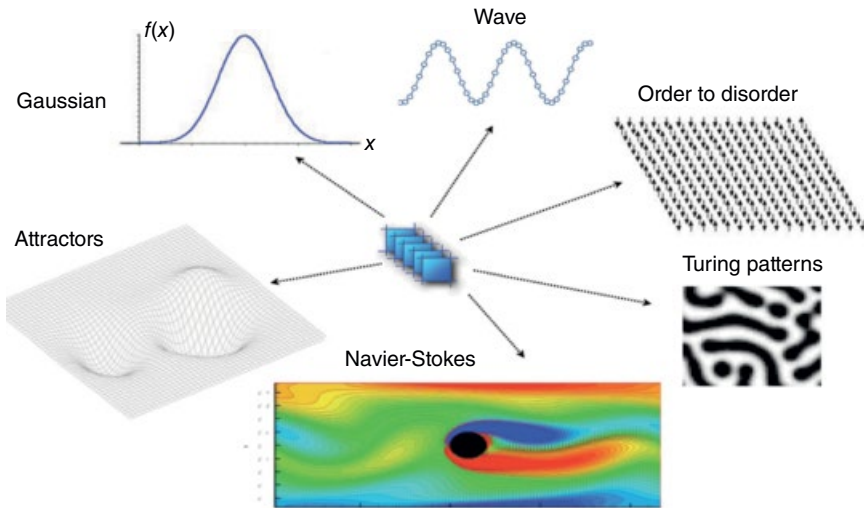 Wave
f(x)
Gaussian
x
Order to disorder
Attractors
Turing patterns
Navier-Stokes